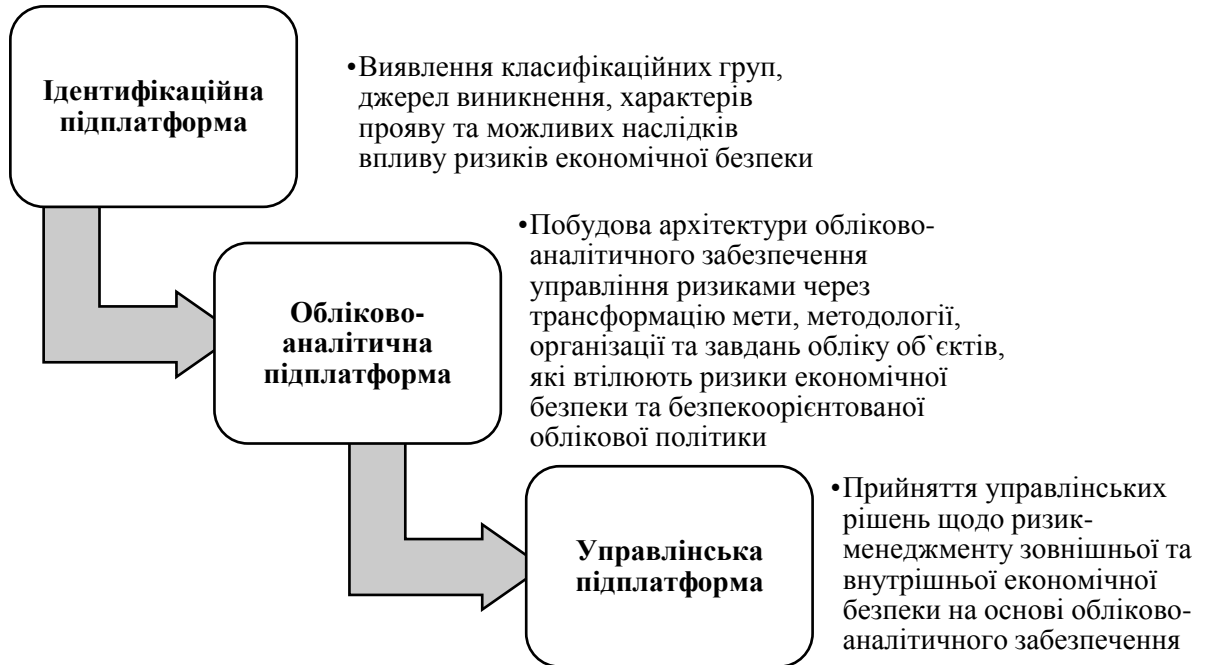 Ідентифікаційна
підплатформа
•Виявлення класифікаційних груп,
джерел виникнення, характерів
прояву та можливих наслідків
впливу ризиків економічної безпеки
Обліково-
аналітична
підплатформа
•Побудова архітектури обліково-
аналітичного забезпечення
управління ризиками через
трансформацію мети, методології,
організації та завдань обліку об`єктів,
які втілюють ризики економічної
безпеки та безпекоорієнтованої
облікової політики
Управлінська
підплатформа
•Прийняття управлінських
рішень щодо ризик-
менеджменту зовнішньої та
внутрішньої економічної
безпеки на основі обліково-
аналітичного забезпечення